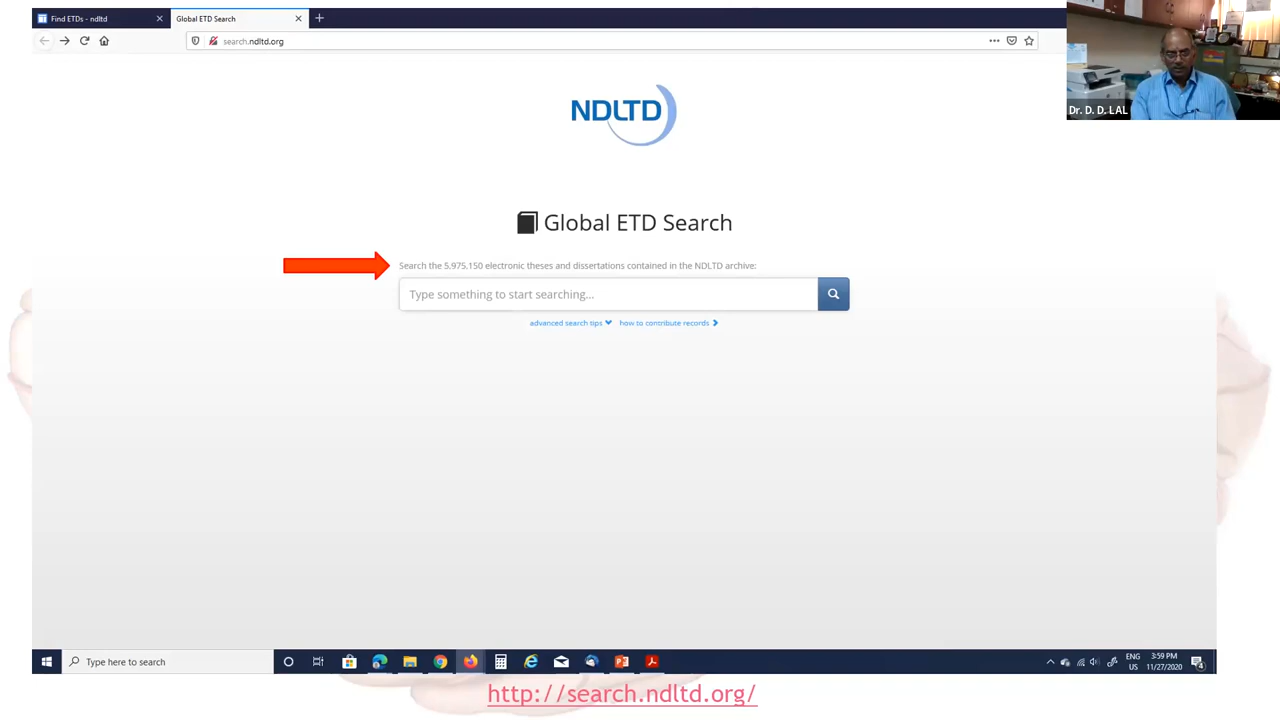 Find ETDs - ndltd
Global ETD Search
search.ndltd.org
Dr. D. D. LAL
NDLTD
Global ETD Search
Search the 5,975,150 electronic theses and dissertations contained in the NDLTD archive:
Type something to start searching...
advanced search tips how to contribute records
Type here to search
ENG
US
3:59 PM
11/27/2020
4
http://search.ndltd.org/